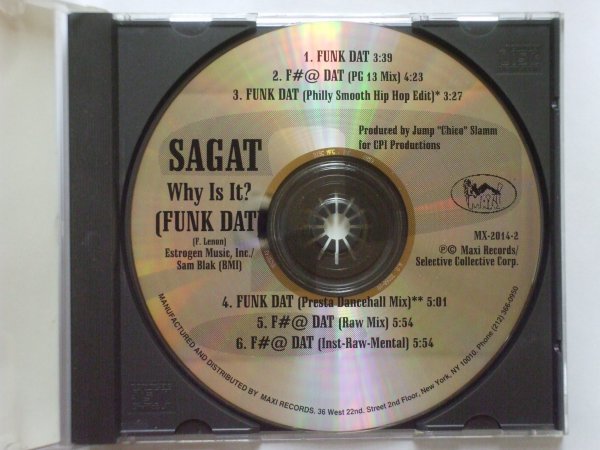 1. FUNK DAT 3:39
2. F#@ DAT (PG 13 Mix) 4:23
3. FUNK DAT (Philly Smooth Hip Hop Edit)* 3:27
Produced by Jump "Chico" Slamm
for CPI Productions
SAGAT
Why Is It?
(FUNK DAT)
(F. Lenon)
Estrogen Music, Inc./
Sam Blak (BMI)
MX-2014-2
℗© Maxi Records/
Selective Collective Corp.
4. FUNK DAT (Presta Dancehall Mix)** 5:01
5. F#@ DAT (Raw Mix) 5:54
6. F#@ DAT (Inst-Raw-Mental) 5:54
MANUFACTURED AND DISTRIBUTED BY MAXI RECORDS. 36 West 22nd. Street 2nd Floor, New York, NY 10010. Phone (212) 366-0950